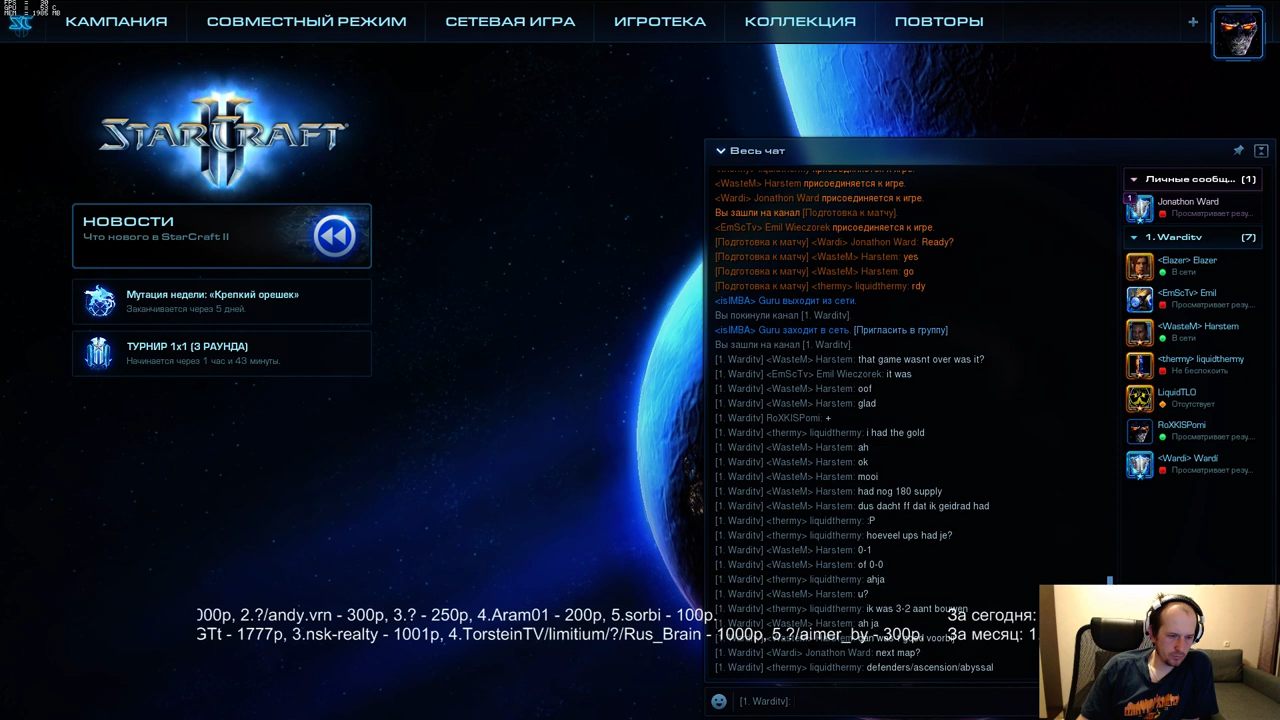 КАМПАНИЯ
СОВМЕСТНЫЙ РЕЖИМ
СЕТЕВАЯ ИГРА
ИГРОТЕКА
КОЛЛЕКЦИЯ
ПОВТОРЫ
STARCRAFT II
НОВОСТИ
Что нового в StarCraft II
Мутация недели: «Крепкий орешек»
Заканчивается через 5 дней.
ТУРНИР 1x1 (3 РАУНДА)
Начинается через 1 час и 43 минуты.
Весь чат
<WasteM> Harstem присоединяется к игре.
<Wardi> Jonathon Ward присоединяется к игре.
Вы зашли на канал [Подготовка к матчу].
<EmScTv> Emil Wieczorek присоединяется к игре.
[Подготовка к матчу] <Wardi> Jonathon Ward: Ready?
[Подготовка к матчу] <WasteM> Harstem: yes
[Подготовка к матчу] <WasteM> Harstem: go
[Подготовка к матчу] <thermy> liquidthermy: rdy
<isIMBA> Guru выходит из сети.
Вы покинули канал [1. Warditv].
<isIMBA> Guru заходит в сеть. [Пригласить в группу]
Вы зашли на канал [1. Warditv].
[1. Warditv] <WasteM> Harstem: that game wasnt over was it?
[1. Warditv] <EmScTv> Emil Wieczorek: it was
[1. Warditv] <WasteM> Harstem: oof
[1. Warditv] <WasteM> Harstem: glad
[1. Warditv] RoXKISPomi: +
[1. Warditv] <thermy> liquidthermy: i had the gold
[1. Warditv] <WasteM> Harstem: ah
[1. Warditv] <WasteM> Harstem: ok
[1. Warditv] <WasteM> Harstem: mooi
[1. Warditv] <WasteM> Harstem: had nog 180 supply
[1. Warditv] <WasteM> Harstem: dus dacht ff dat ik geidrad had
[1. Warditv] <thermy> liquidthermy: :P
[1. Warditv] <thermy> liquidthermy: hoeveel ups had je?
[1. Warditv] <WasteM> Harstem: 0-1
[1. Warditv] <WasteM> Harstem: of 0-0
[1. Warditv] <thermy> liquidthermy: ahja
[1. Warditv] <WasteM> Harstem: u?
[1. Warditv] <thermy> liquidthermy: ik was 3-2 aant bouwen
[1. Warditv] <WasteM> Harstem: ah ja
[1. Warditv] <Wardi> Jonathon Ward: next map?
[1. Warditv] <thermy> liquidthermy: defenders/ascension/abyssal
[1. Warditv]:
Личные сообщ... (1)
1
Jonathon Ward
Просматривает резу...
1. Warditv (7)
<Elazer> Elazer
В сети
<EmScTv> Emil
Просматривает резу...
<WasteM> Harstem
В сети
<thermy> liquidthermy
Не беспокоить
LiquidTLO
Отсутствует
RoXKISPomi
Просматривает резу...
<Wardi> Wardi
Просматривает резу...
000р, 2.?/andy.vrn - 300р, 3.? - 250р, 4.Aram01 - 200р, 5.sorbi - 100р,
За сегодня:
GTt - 1777р, 3.nsk-realty - 1001р, 4.TorsteinTV/limitium/?/Rus_Brain - 1000р, 5.?/aimer_by - 300р
За месяц: 1